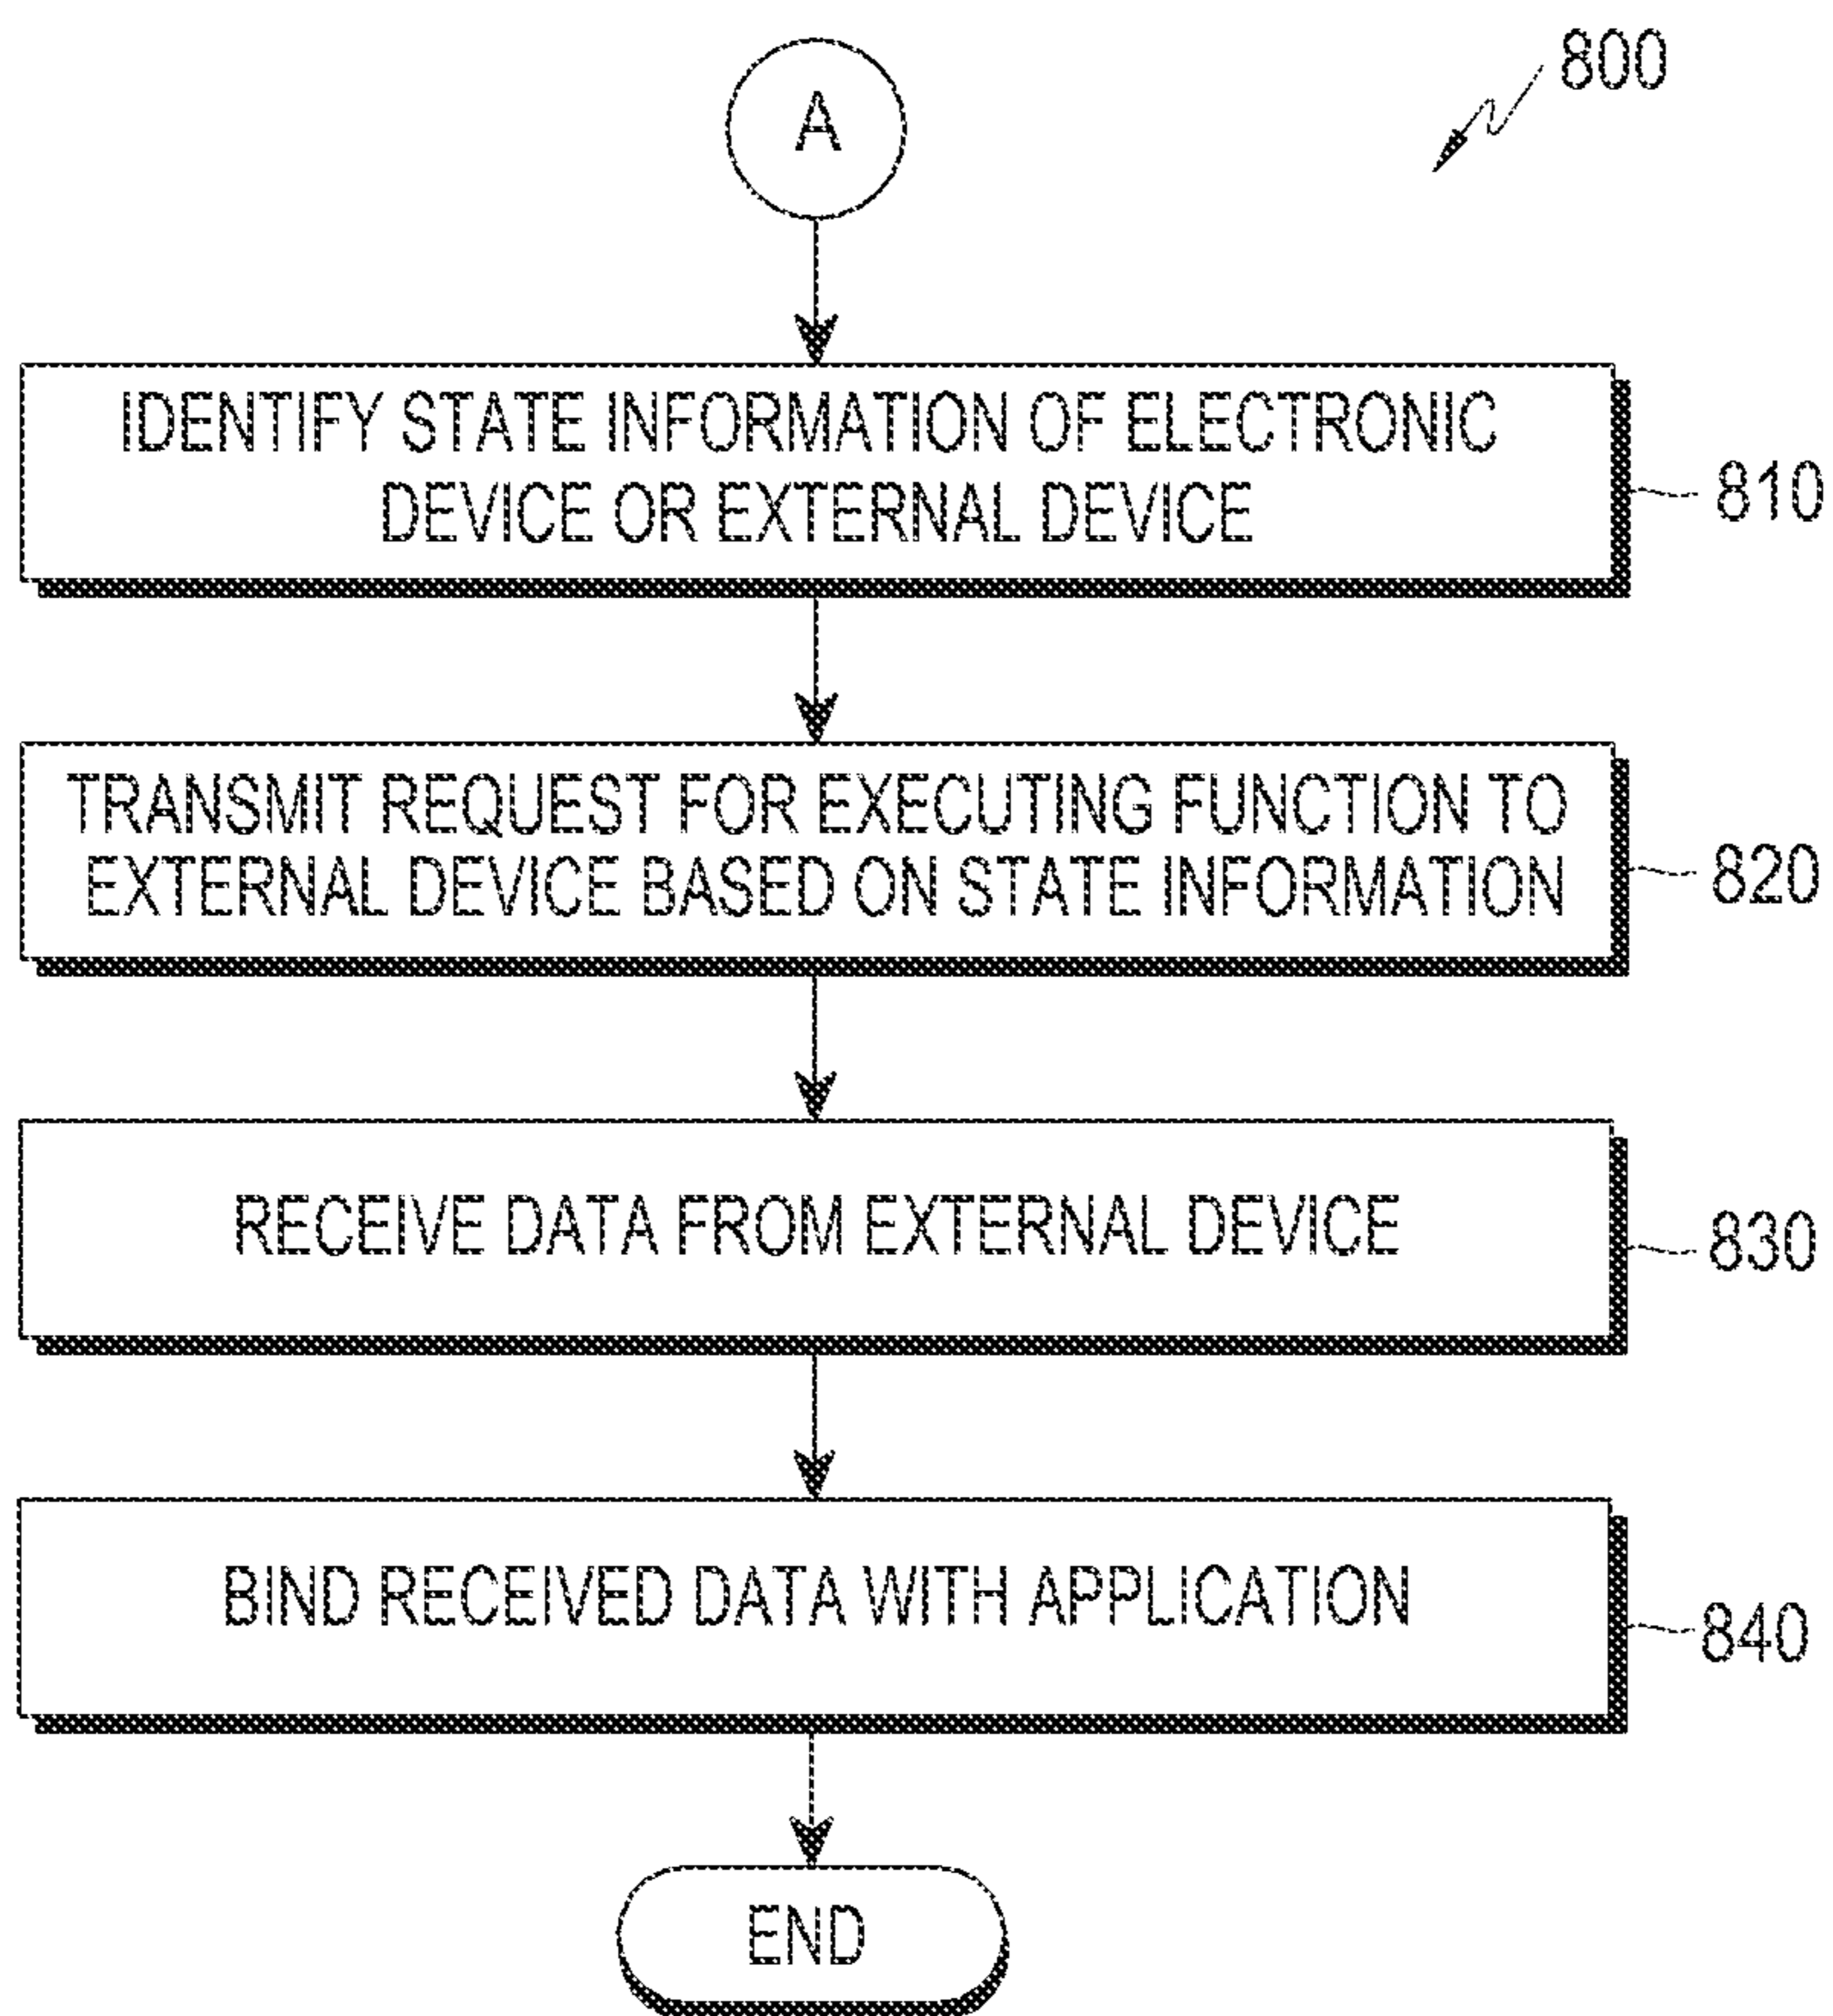 A
800
IDENTIFY STATE INFORMATION OF ELECTRONIC
DEVICE OR EXTERNAL DEVICE
810
TRANSMIT REQUEST FOR EXECUTING FUNCTION TO
EXTERNAL DEVICE BASED ON STATE INFORMATION
820
RECEIVE DATA FROM EXTERNAL DEVICE
830
BIND RECEIVED DATA WITH APPLICATION
840
END